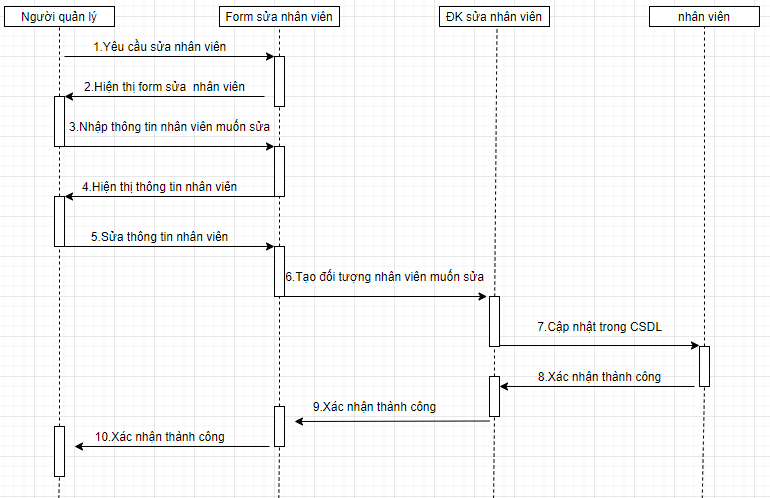 Người quản lý
Form sửa nhân viên
ĐK sửa nhân viên
nhân viên
1.Yêu cầu sửa nhân viên
2.Hiện thị form sửa nhân viên
3.Nhập thông tin nhân viên muốn sửa
4.Hiện thị thông tin nhân viên
5.Sửa thông tin nhân viên
6.Tạo đối tượng nhân viên muốn sửa
7.Cập nhật trong CSDL
8.Xác nhận thành công
9.Xác nhận thành công
10.Xác nhận thành công